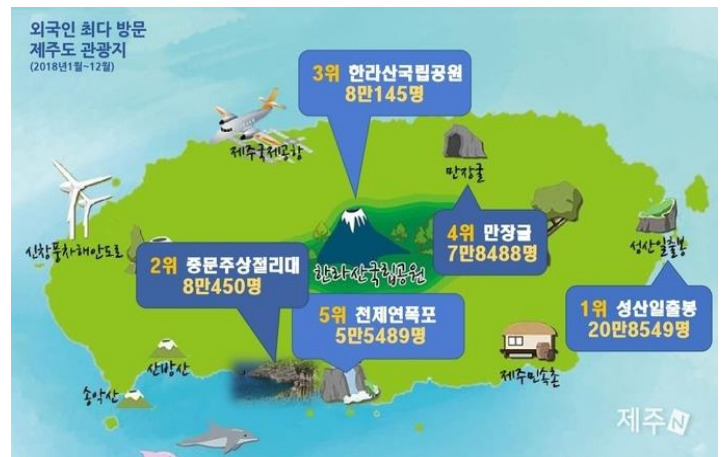 외국인 최다 방문
제주도 관광지
(2018년1월~12월)
3위 한라산국립공원
8만145명
제주국제공항
만장굴
신창풍차해안도로
성산일출봉
4위 만장굴
7만8488명
2위 중문주상절리대
8만450명
한라산국립공원
1위 성산일출봉
20만8549명
5위 천제연폭포
5만5489명
산방산
제주민속촌
송악산
제주N